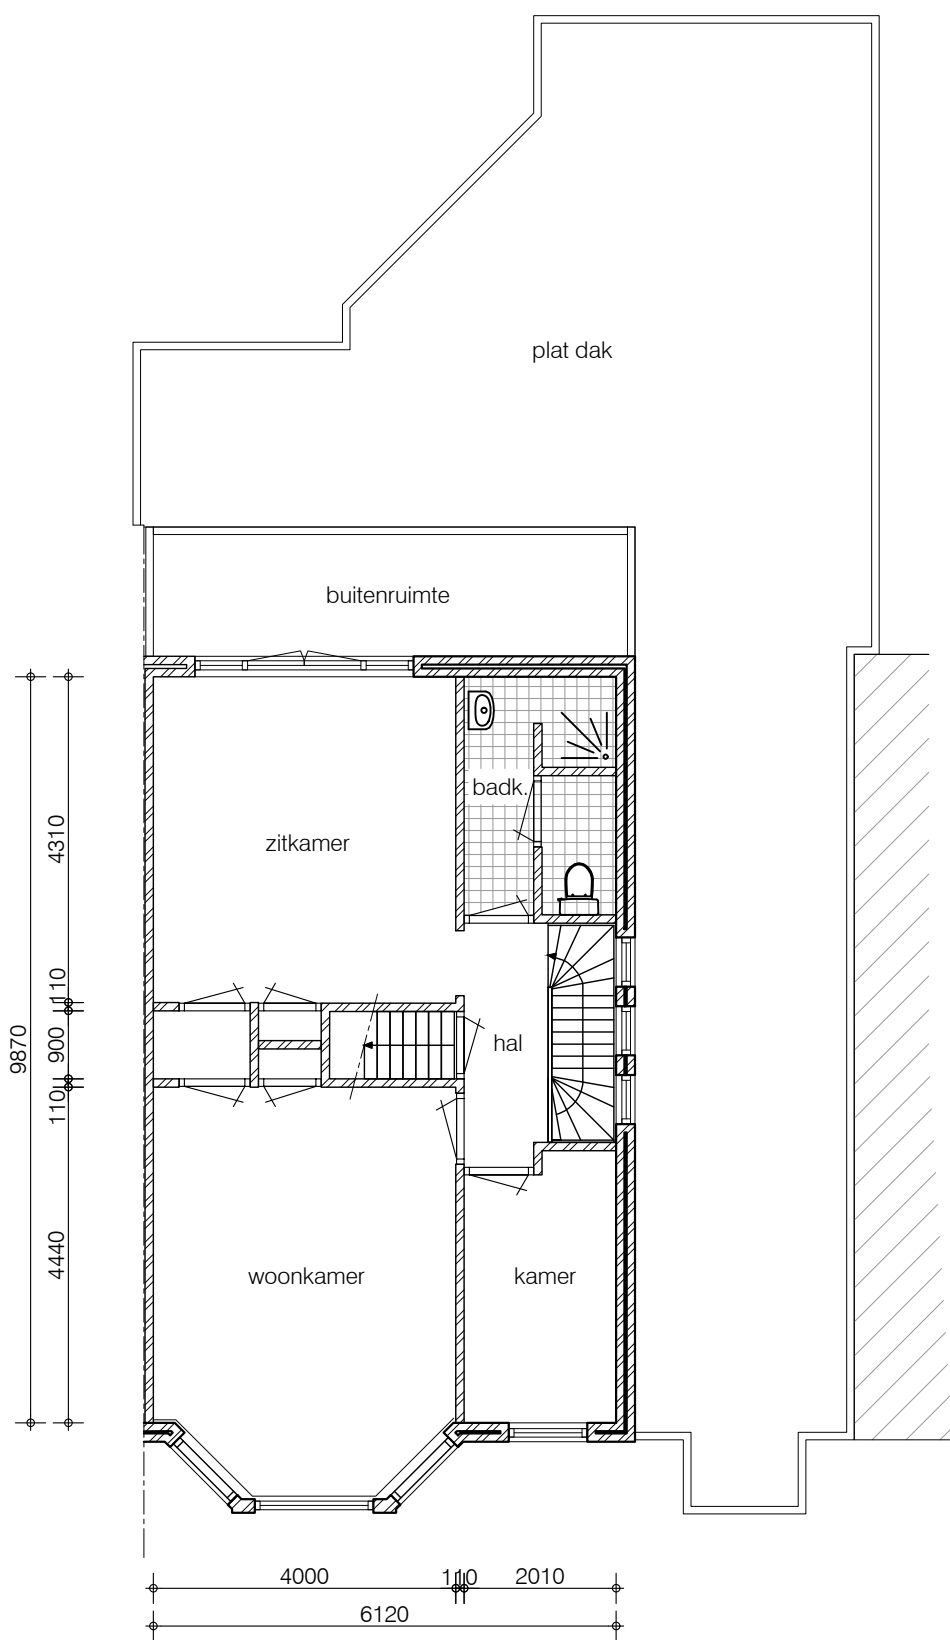 plat dak
buitenruimte
badk.
zitkamer
hal
woonkamer
kamer
9870
4310
110
900
110
4440
4000
110
2010
6120